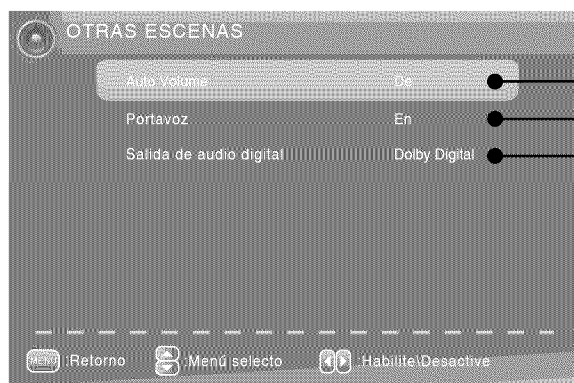 OTRAS ESCENAS
Auto Volume De
Portavoz En
Salida de audio digital Dolby Digital
MENU :Retorno :Menú selecto :Habilite\Desactive